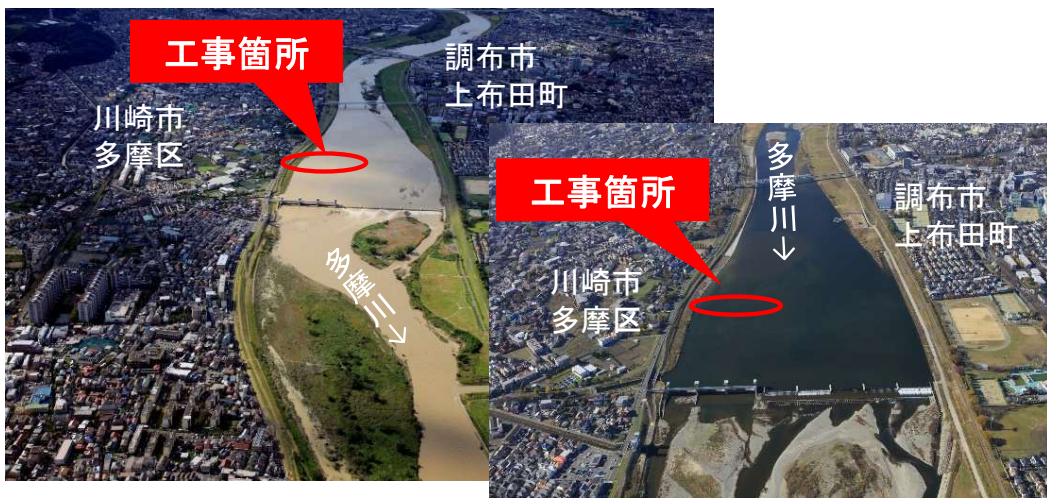 工事箇所
調布市
上布田町
川崎市
多摩区
多摩川↓
工事箇所
多摩川↓
調布市
上布田町
川崎市
多摩区